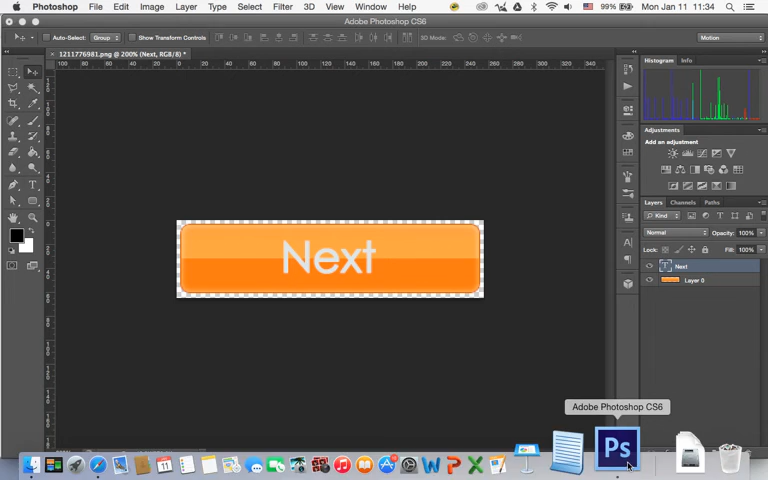 Photoshop File Edit Image Layer Type Select Filter 3D View Window Help 99% Mon Jan 11 11:34
Adobe Photoshop CS6
Auto-Select: Group Show Transform Controls 3D Mode: Motion
1211776981.png @ 200% (Next, RGB/8) *
Histogram Info
Next
Adjustments
Add an adjustment
Layers Channels Paths
Kind
Normal Opacity: 100%
Lock: Fill: 100%
Next
Layer 0
Adobe Photoshop CS6
Ps